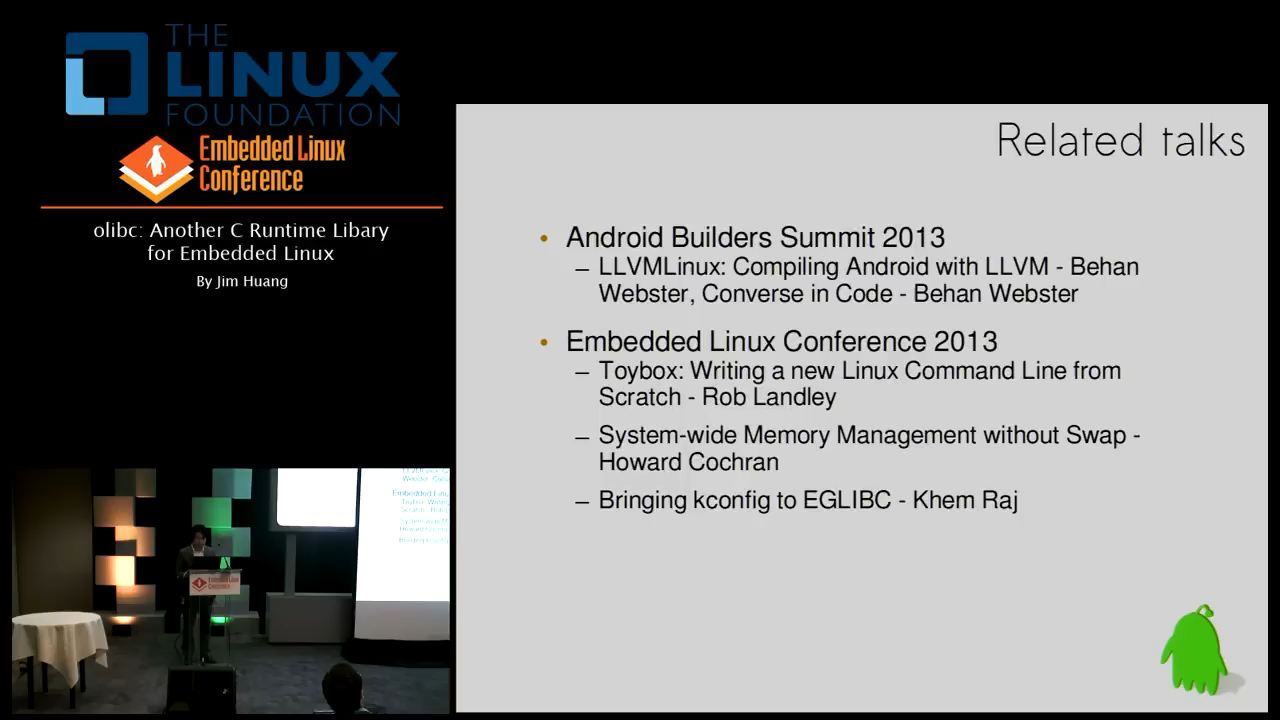 THE
LINUX
FOUNDATION
Embedded Linux
Conference
olibc: Another C Runtime Libary
for Embedded Linux
By Jim Huang
Related talks
• Android Builders Summit 2013
– LLVMLinux: Compiling Android with LLVM - Behan
Webster, Converse in Code - Behan Webster
• Embedded Linux Conference 2013
– Toybox: Writing a new Linux Command Line from
Scratch - Rob Landley
– System-wide Memory Management without Swap -
Howard Cochran
– Bringing kconfig to EGLIBC - Khem Raj
Embedded Linux
Conference